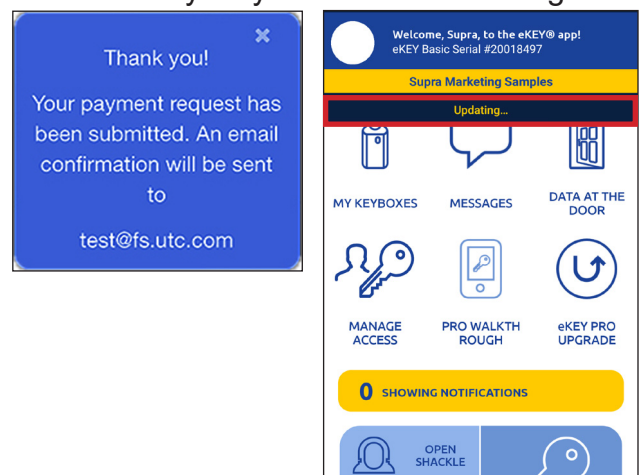 Thank you!
Your payment request has
been submitted. An email
confirmation will be sent
to
test@fs.utc.com
Welcome, Supra, to the eKEY® app!
eKEY Basic Serial #20018497
Supra Marketing Samples
Updating...
MY KEYBOXES
MESSAGES
DATA AT THE
DOOR
MANAGE
ACCESS
PRO WALKTH
ROUGH
eKEY PRO
UPGRADE
0 SHOWING NOTIFICATIONS
OPEN
SHACKLE